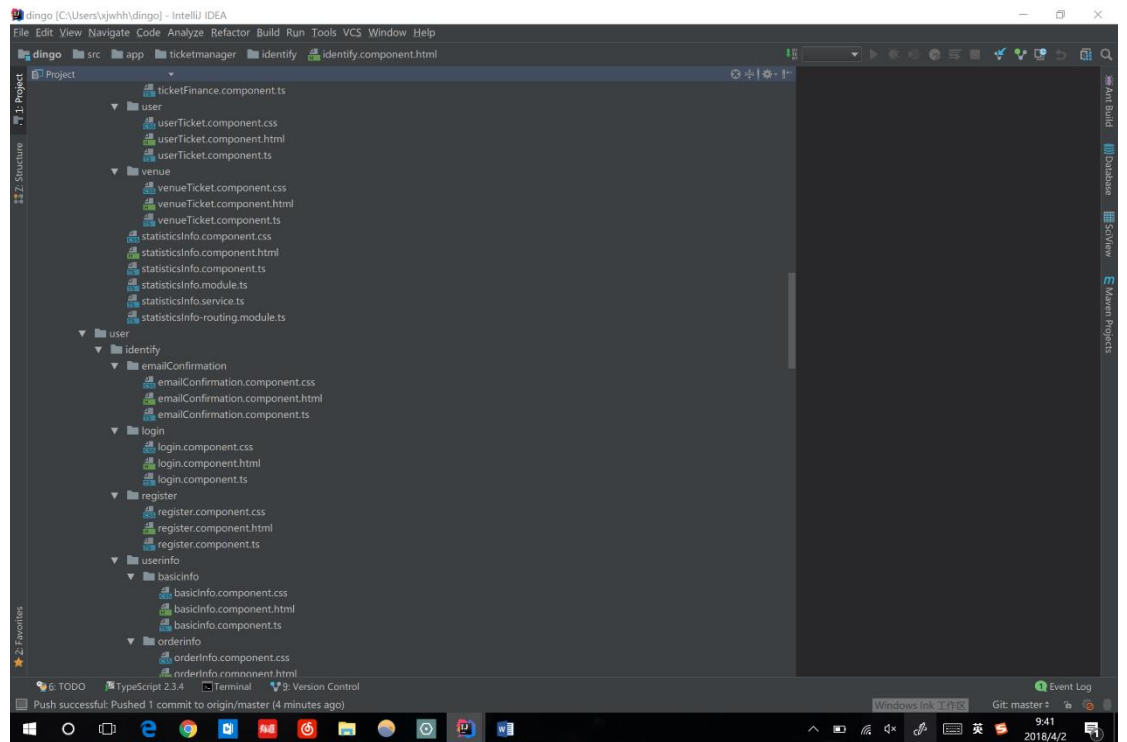 dingo [C:\Users\xjwhh\dingo] - IntelliJ IDEA
File Edit View Navigate Code Analyze Refactor Build Run Tools VCS Window Help
dingo src app ticketmanager identify identify.component.html
Project
ticketFinance.component.ts
user
userTicket.component.css
userTicket.component.html
userTicket.component.ts
venue
venueTicket.component.css
venueTicket.component.html
venueTicket.component.ts
statisticsInfo.component.css
statisticsInfo.component.html
statisticsInfo.component.ts
statisticsInfo.module.ts
statisticsInfo.service.ts
statisticsInfo-routing.module.ts
user
identify
emailConfirmation
emailConfirmation.component.css
emailConfirmation.component.html
emailConfirmation.component.ts
login
login.component.css
login.component.html
login.component.ts
register
register.component.css
register.component.html
register.component.ts
userinfo
basicinfo
basicInfo.component.css
basicInfo.component.html
basicinfo.component.ts
orderinfo
orderInfo.component.css
orderInfo.component.html
1: Project
7: Structure
2: Favorites
Ant Build
Database
SciView
Maven Projects
6: TODO TypeScript 2.3.4 Terminal 9: Version Control 1 Event Log
Push successful: Pushed 1 commit to origin/master (4 minutes ago) Windows Ink 工作区 Git: master
英 9:41
2018/4/2